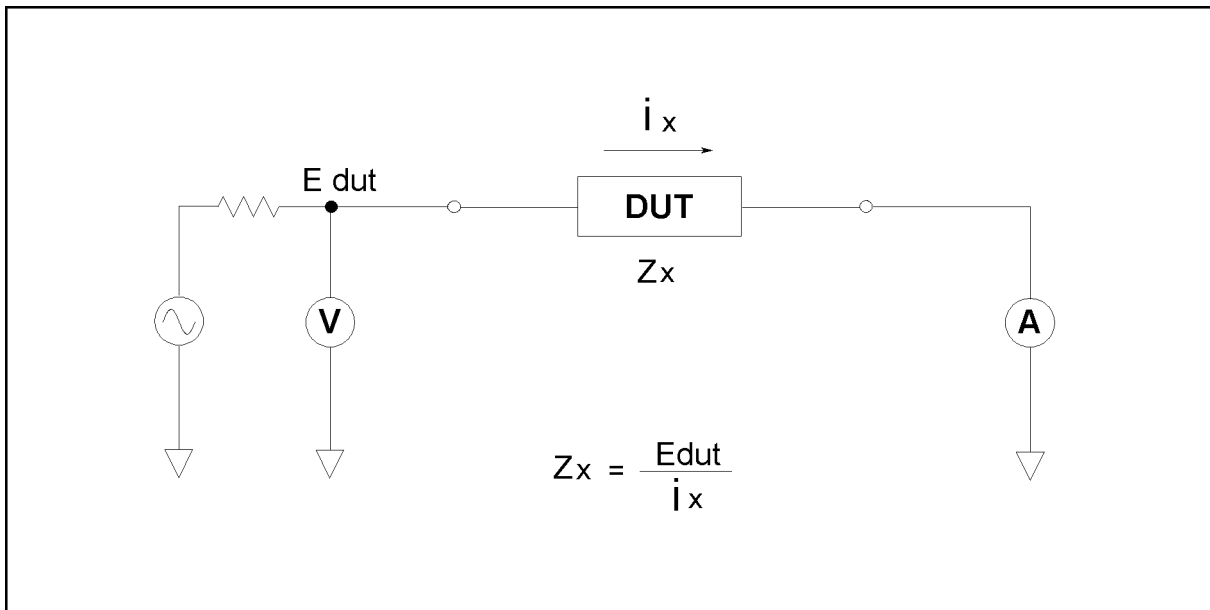 i x
E dut
DUT
Zx
V
A
Zx = Edut
i x